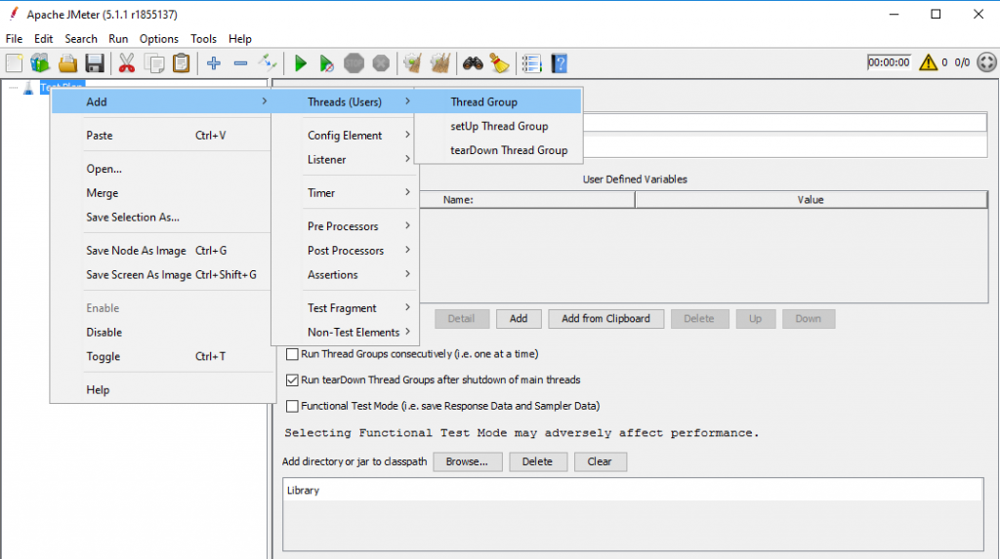 Apache JMeter (5.1.1 r1855137)
File Edit Search Run Options Tools Help
00:00:00 0 0/0
Add
Paste Ctrl+V
Open...
Merge
Save Selection As...
Save Node As Image Ctrl+G
Save Screen As Image Ctrl+Shift+G
Enable
Disable
Toggle Ctrl+T
Help
Threads (Users)
Config Element
Listener
Timer
Pre Processors
Post Processors
Assertions
Test Fragment
Non-Test Elements
Thread Group
setUp Thread Group
tearDown Thread Group
User Defined Variables
Name: Value
Detail Add Add from Clipboard Delete Up Down
Run Thread Groups consecutively (i.e. one at a time)
Run tearDown Thread Groups after shutdown of main threads
Functional Test Mode (i.e. save Response Data and Sampler Data)
Selecting Functional Test Mode may adversely affect performance.
Add directory or jar to classpath Browse... Delete Clear
Library